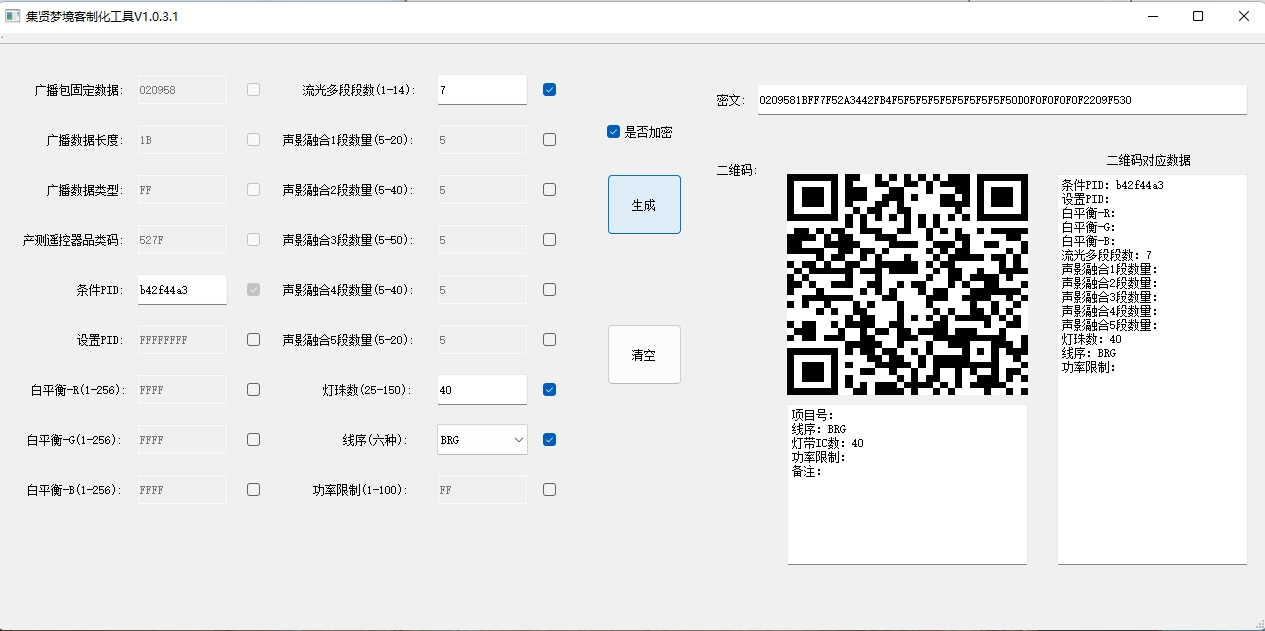 集贤梦境客制化工具V1.0.3.1
广播包固定数据: 020958
广播数据长度: 1B
广播数据类型: FF
产测遥控器品类码: 527F
条件PID: b42f44a3
设置PID: FFFFFFFF
白平衡-R(1-256): FFFF
白平衡-G(1-256): FFFF
白平衡-B(1-256): FFFF
流光多段段数(1-14): 7
声影融合1段数量(5-20): 5
声影融合2段数量(5-40): 5
声影融合3段数量(5-50): 5
声影融合4段数量(5-40): 5
声影融合5段数量(5-20): 5
灯珠数(25-150): 40
线序(六种): BRG
功率限制(1-100): FF
是否加密
生成
清空
密文: 0209581BFF7F52A3442FB4F5F5F5F5F5F5F5F5F5F50D0F0F0F0F0F2209F530
二维码:
项目号:
线序: BRG
灯带IC数: 40
功率限制:
备注:
二维码对应数据
条件PID: b42f44a3
设置PID:
白平衡-R:
白平衡-G:
白平衡-B:
流光多段段数: 7
声影融合1段数量:
声影融合2段数量:
声影融合3段数量:
声影融合4段数量:
声影融合5段数量:
灯珠数: 40
线序: BRG
功率限制: